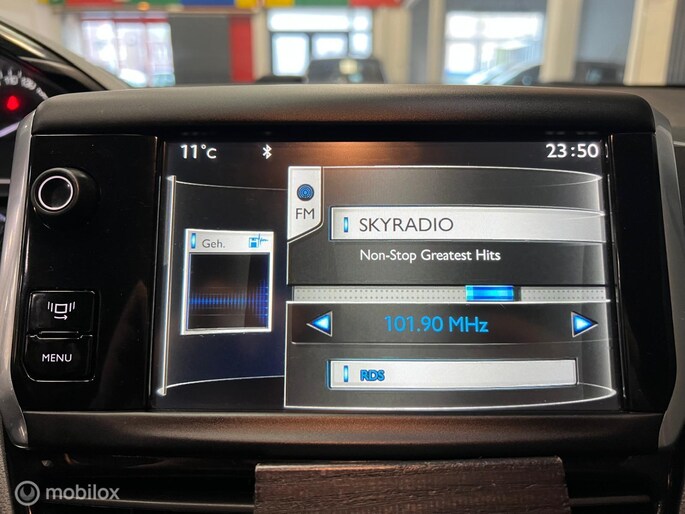 11°C 23:50
FM
SKYRADIO
Geh.
Non-Stop Greatest Hits
101.90 MHz
MENU
RDS
mobilox